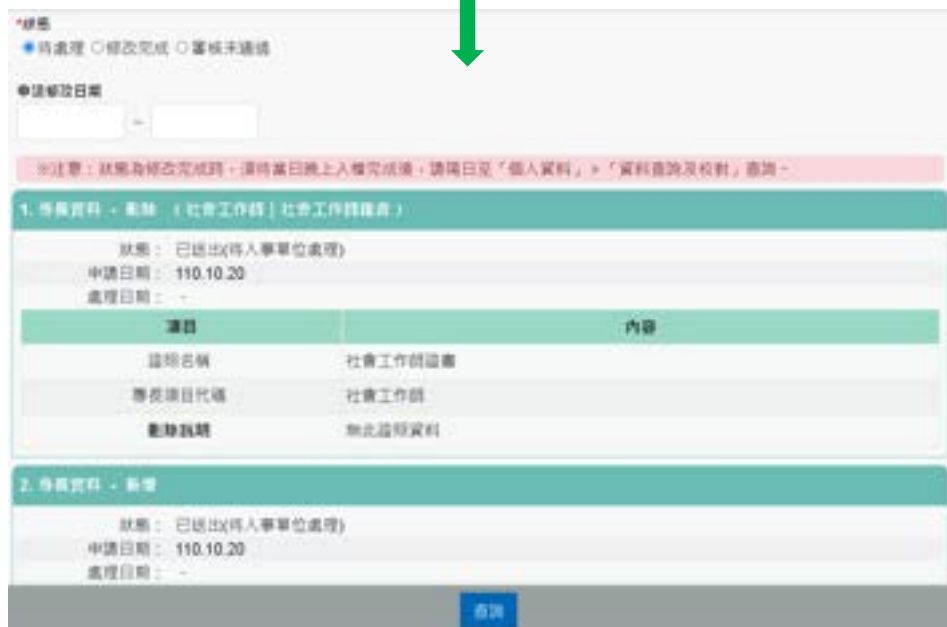 *狀態
待處理 修改完成 審核未通過
申請修改日期
~
※注意:狀態為修改完成時,須待當日晚上入檔完成後,請隔日至「個人資料」>「資料查詢及校對」查詢。
1. 專長資料 - 刪除 ( 社會工作師 | 社會工作師證書 )
狀態: 已送出(待人事單位處理)
申請日期: 110.10.20
處理日期: -
項目 內容
證照名稱 社會工作師證書
專長項目代碼 社會工作師
刪除說明 無此證照資料
2. 專長資料 - 新增
狀態: 已送出(待人事單位處理)
申請日期: 110.10.20
處理日期: -
查詢